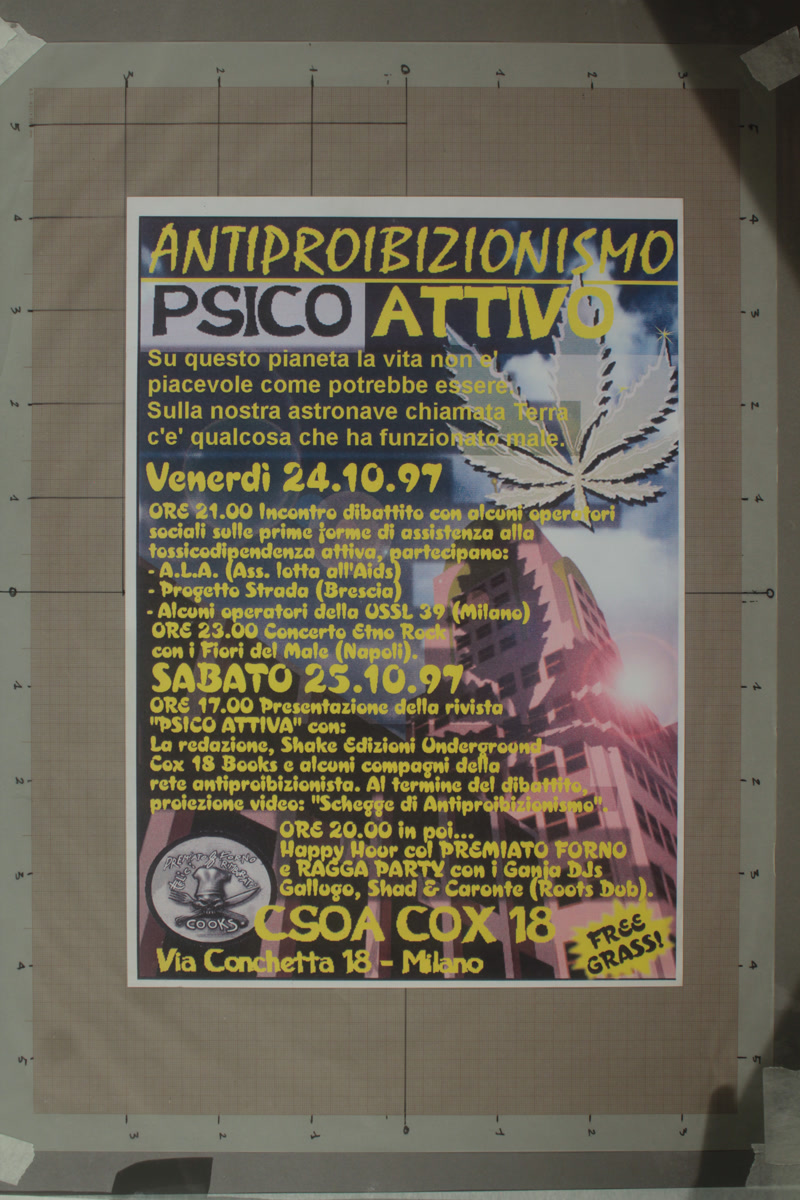 ANTIPROIBIZIONISMO
PSICO ATTIVO
Su questo pianeta la vita non e'
piacevole come potrebbe essere.
Sulla nostra astronave chiamata Terra
c'e' qualcosa che ha funzionato male.
Venerdì 24.10.97
ORE 21.00 Incontro dibattito con alcuni operatori
sociali sulle prime forme di assistenza alla
tossicodipendenza attiva, partecipano:
- A.L.A. (Ass. lotta all'Aids)
- Progetto Strada (Brescia)
- Alcuni operatori della USSL 39 (Milano)
ORE 23.00 Concerto Etno Rock
con i Fiori del Male (Napoli).
SABATO 25.10.97
ORE 17.00 Presentazione della rivista
"PSICO ATTIVA" con:
La redazione, Shake Edizioni Underground
Cox 18 Books e alcuni compagni della
rete antiproibizionista. Al termine del dibattito,
proiezione video: "Schegge di Antiproibizionismo".
ORE 20.00 in poi...
Happy Hour col PREMIATO FORNO
e RAGGA PARTY con i Ganja DJs
Gallugo, Shad & Caronte (Roots Dub).
COOKS
CSOA COX 18
Via Conchetta 18 - Milano
FREE
GRASS!